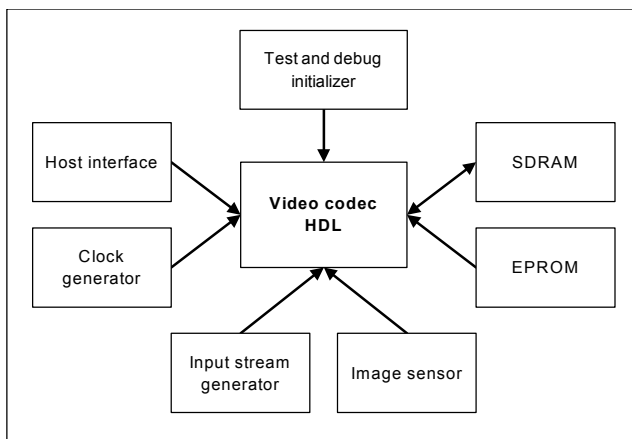 Test and debug
initializer
Host interface
SDRAM
Video codec
HDL
Clock
generator
EPROM
Input stream
generator
Image sensor